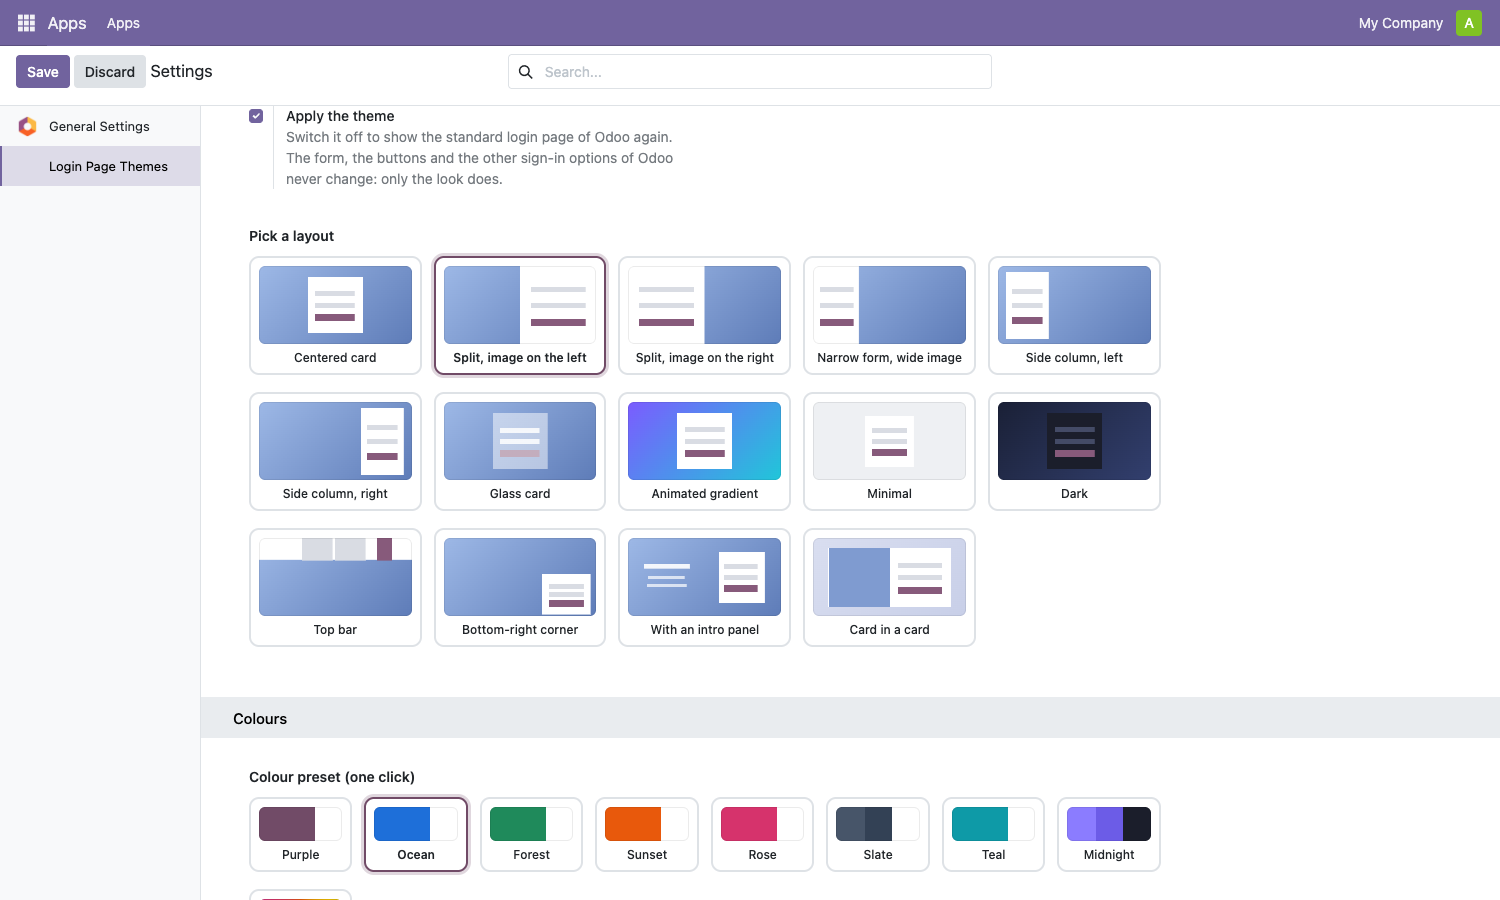 Apps
Apps
My Company
A
Save
Discard
Settings
Search...
General Settings
Login Page Themes
Apply the theme
Switch it off to show the standard login page of Odoo again.
The form, the buttons and the other sign-in options of Odoo
never change: only the look does.
Pick a layout
Centered card
Split, image on the left
Split, image on the right
Narrow form, wide image
Side column, left
Side column, right
Glass card
Animated gradient
Minimal
Dark
Top bar
Bottom-right corner
With an intro panel
Card in a card
Colours
Colour preset (one click)
Purple
Ocean
Forest
Sunset
Rose
Slate
Teal
Midnight